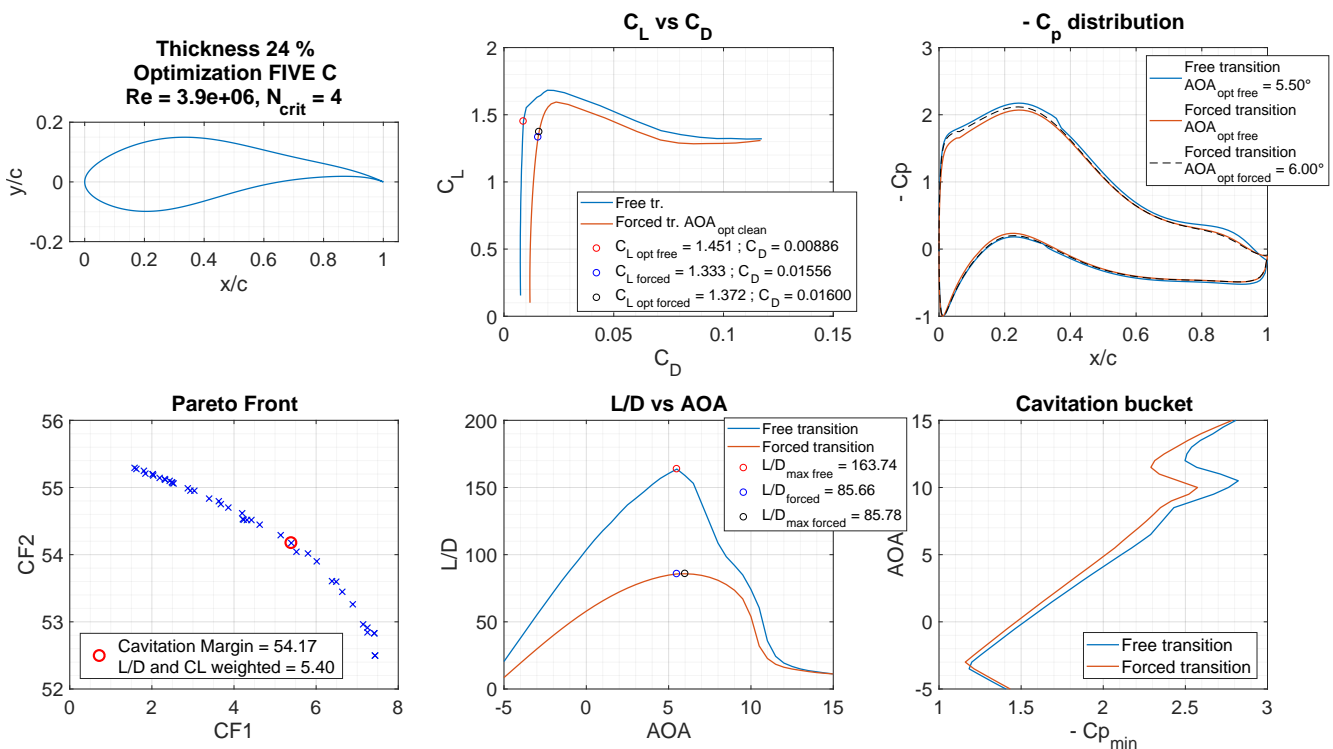 Thickness 24 %
Optimization FIVE C
Re = 3.9e+06, N_crit = 4
0.2
0
-0.2
y/c
0
0.2
0.4
0.6
0.8
1
x/c
C_L vs C_D
2
1.5
1
0.5
0
C_L
Free tr.
Forced tr. AOA_opt clean
C_L opt free = 1.451 ; C_D = 0.00886
C_L forced = 1.333 ; C_D = 0.01556
C_L opt forced = 1.372 ; C_D = 0.01600
0
0.05
0.1
0.15
C_D
- C_p distribution
3
2
1
0
-1
- Cp
Free transition
AOA_opt free = 5.50°
Forced transition
AOA_opt free
Forced transition
AOA_opt forced = 6.00°
0
0.2
0.4
0.6
0.8
1
x/c
Pareto Front
56
55
54
53
52
CF2
Cavitation Margin = 54.17
L/D and CL weighted = 5.40
0
2
4
6
8
CF1
L/D vs AOA
200
150
100
50
0
L/D
Free transition
Forced transition
L/D_max free = 163.74
L/D_forced = 85.66
L/D_max forced = 85.78
-5
0
5
10
15
AOA
Cavitation bucket
15
10
5
0
-5
AOA
Free transition
Forced transition
1
1.5
2
2.5
3
- Cp_min